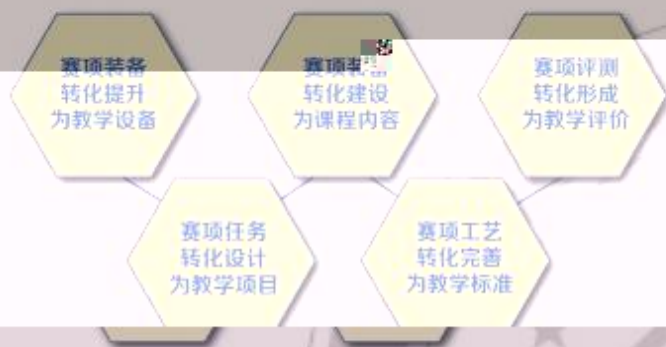 赛项装备
转化提升
为教学设备
赛项
转化建设
为课程内容
赛项评测
转化形成
为教学评价
赛项任务
转化设计
为教学项目
赛项工艺
转化完善
为教学标准